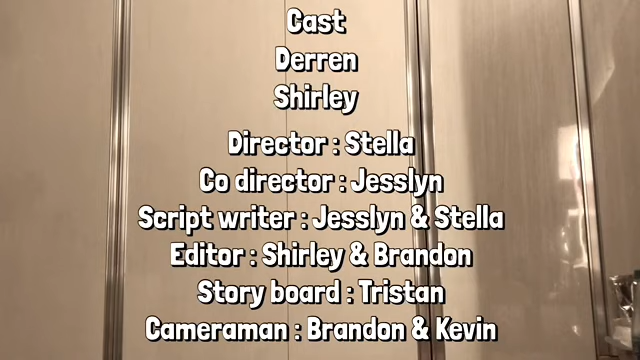 Cast
Derren
Shirley
Director : Stella
Co director : Jesslyn
Script writer : Jesslyn & Stella
Editor : Shirley & Brandon
Story board : Tristan
Cameraman : Brandon & Kevin